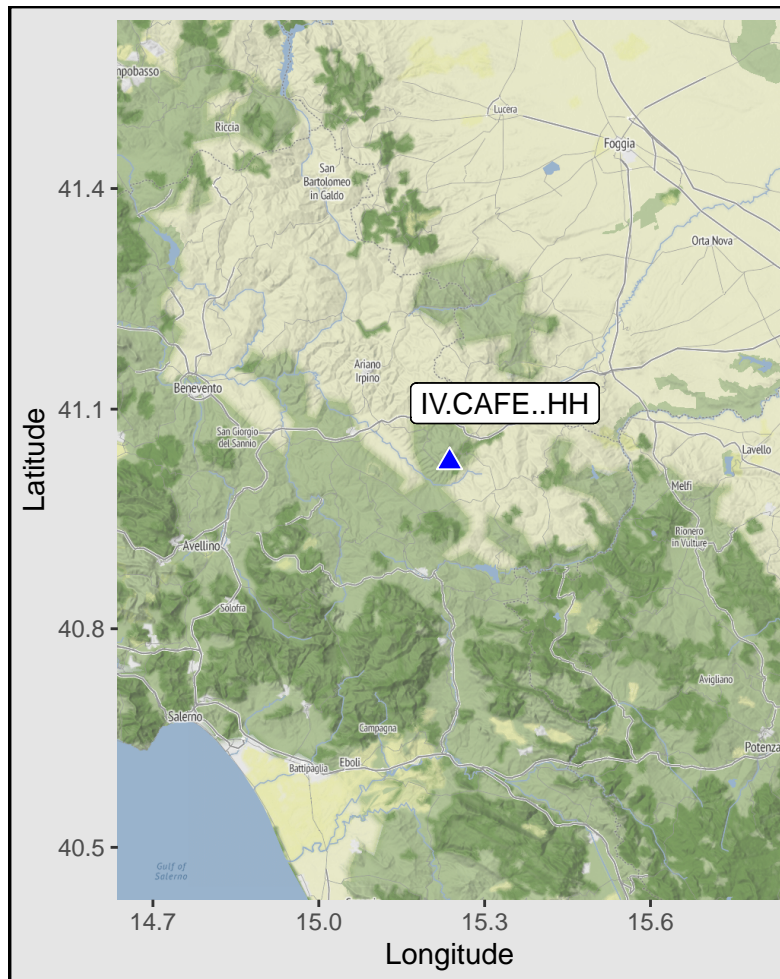 mpobasso
Riccia
Lucera
Foggia
San
Bartolomeo
in Galdo
41.4
Orta Nova
Ariano
Irpino
Benevento
IV.CAFE..HH
41.1
San Giorgio
del Sannio
Lavello
Latitude
Melfi
Rionero
in Vulture
Avellino
Solofra
40.8
Avigliano
Salerno
Campagna
Potenza
Battipaglia
Eboli
40.5
Gulf of
Salerno
14.7
15.0
15.3
15.6
Longitude